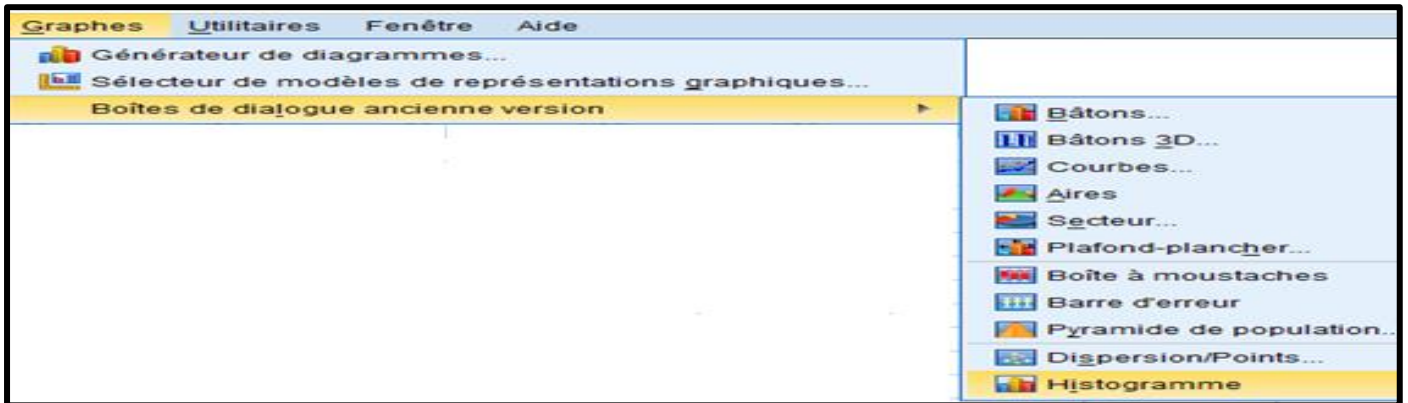 Graphes Utilitaires Fenêtre Aide
Générateur de diagrammes...
Sélecteur de modèles de représentations graphiques...
Boîtes de dialogue ancienne version
Bâtons...
Bâtons 3D...
Courbes...
Aires
Secteur...
Plafond-plancher...
Boîte à moustaches
Barre d'erreur
Pyramide de population..
Dispersion/Points...
Histogramme